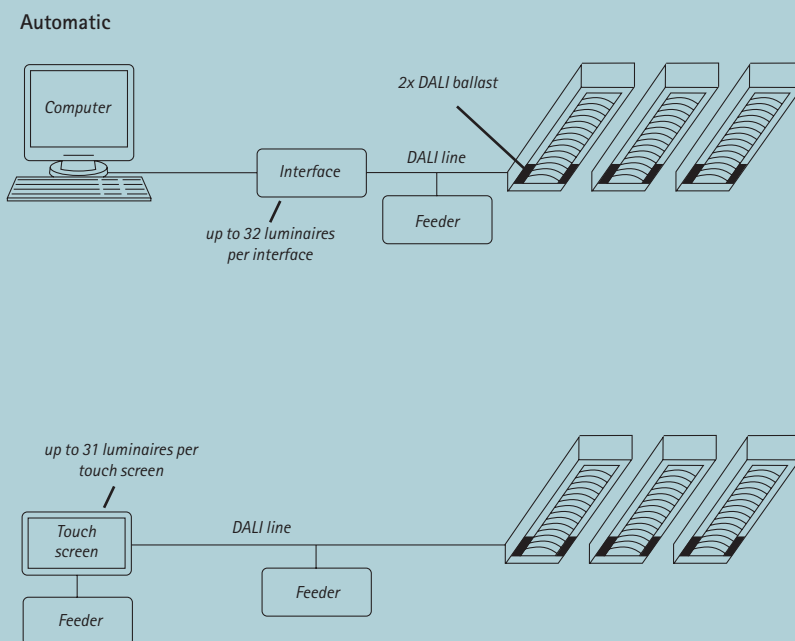 Automatic
Computer
Interface
up to 32 luminaires
per interface
DALI line
Feeder
2x DALI ballast
up to 31 luminaires per
touch screen
Touch
screen
Feeder
DALI line
Feeder